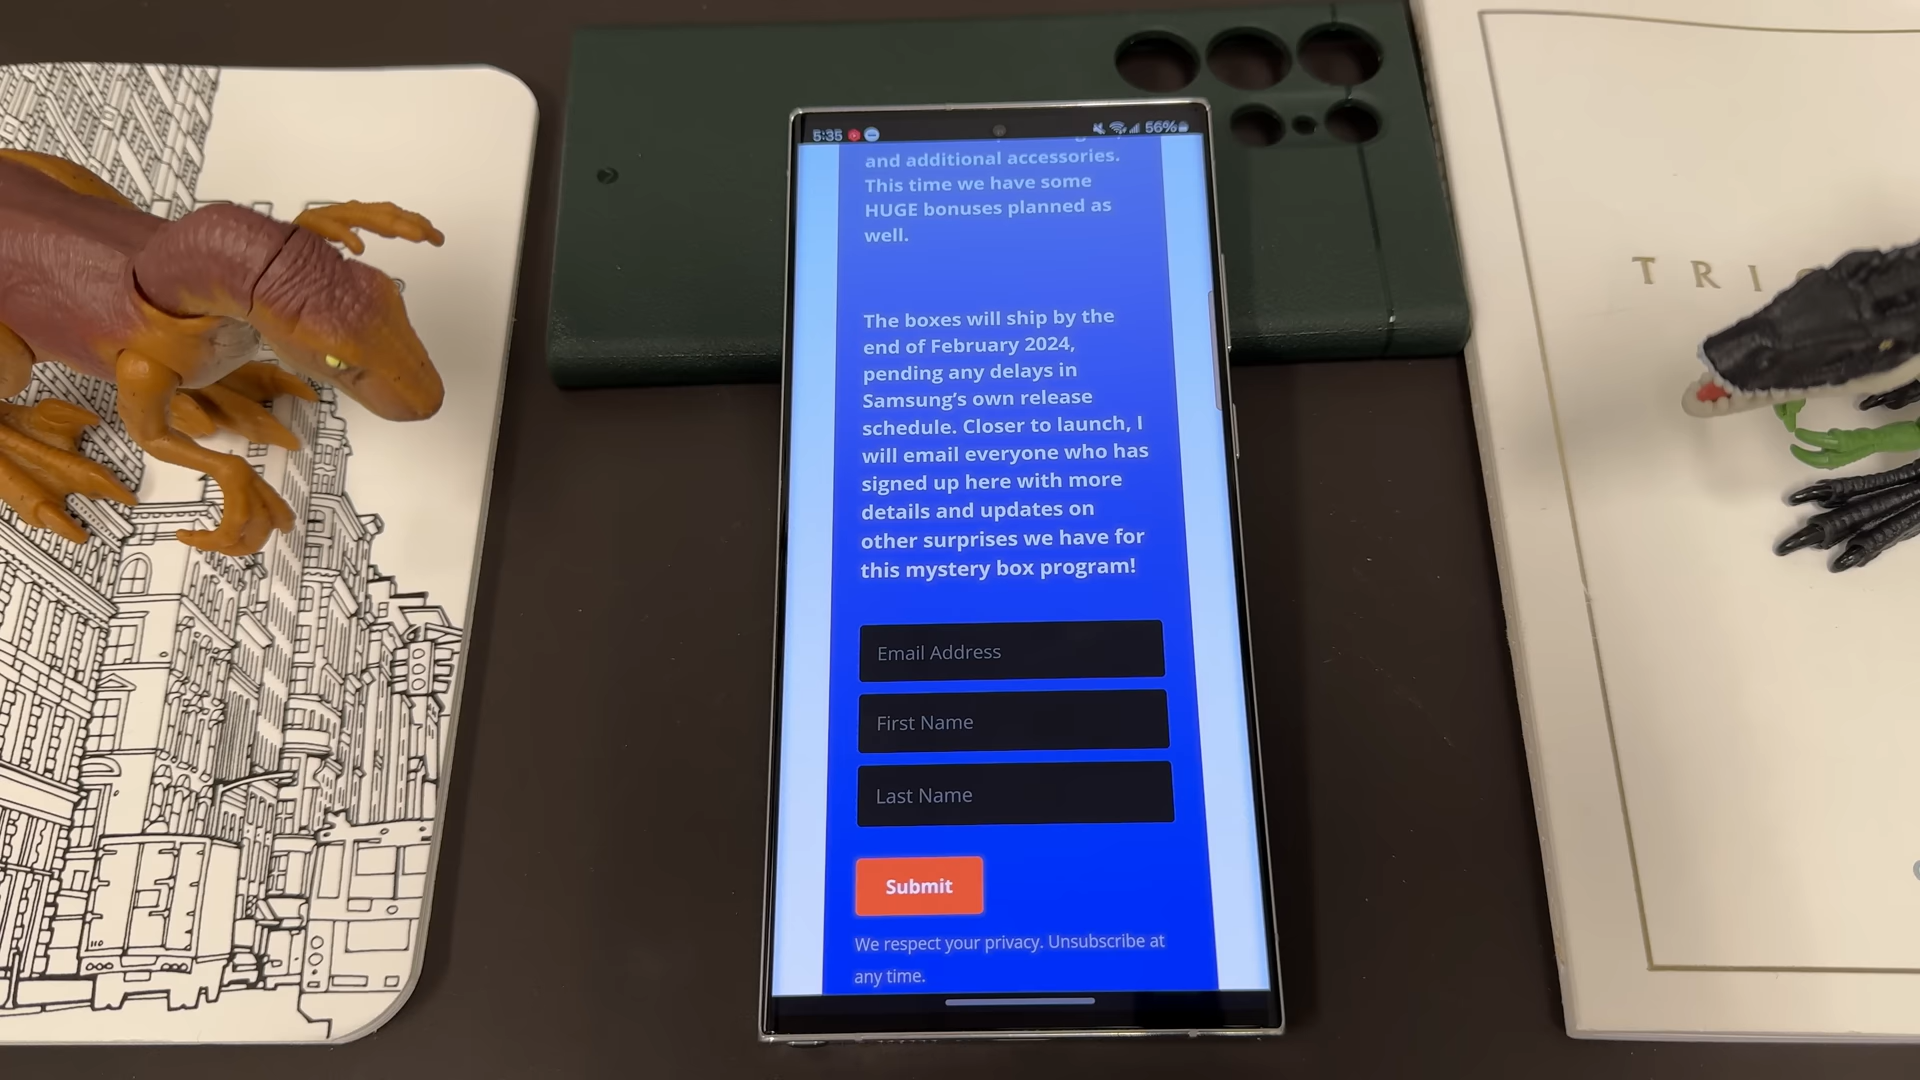 5:35
56%
and additional accessories.
This time we have some
HUGE bonuses planned as
well.
The boxes will ship by the
end of February 2024,
pending any delays in
Samsung’s own release
schedule. Closer to launch, I
will email everyone who has
signed up here with more
details and updates on
other surprises we have for
this mystery box program!
Email Address
First Name
Last Name
Submit
We respect your privacy. Unsubscribe at
any time.
T R I
110